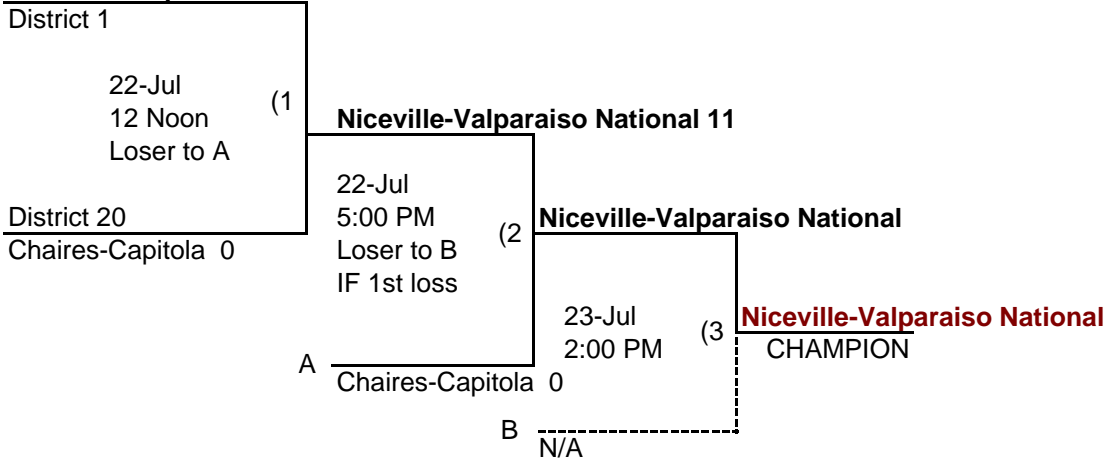 District 1
22-Jul
12 Noon
Loser to A
(1
Niceville-Valparaiso National 11
District 20
Chaires-Capitola 0
22-Jul
5:00 PM
Loser to B
IF 1st loss
(2
Niceville-Valparaiso National
A
Chaires-Capitola 0
23-Jul
2:00 PM
(3
Niceville-Valparaiso National
CHAMPION
B
N/A